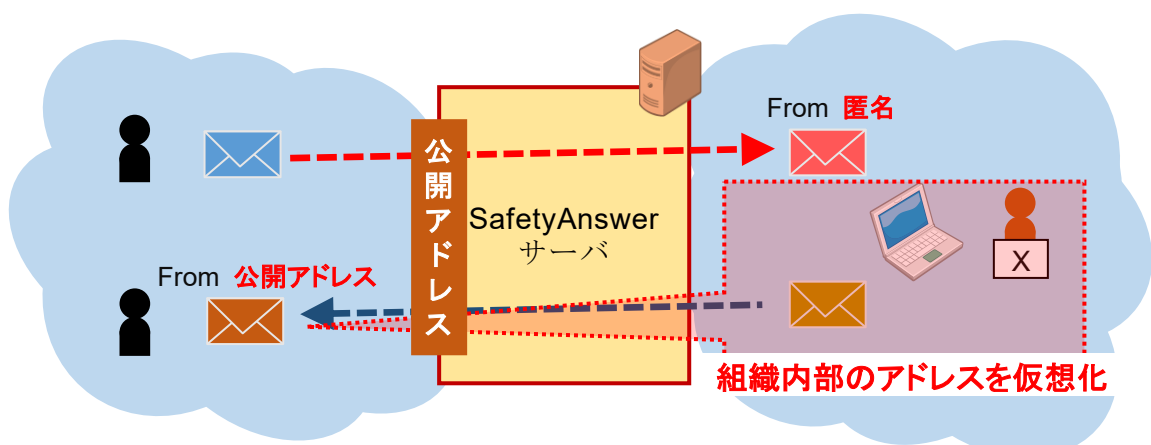 From 匿名
公開アドレス
SafetyAnswer
サーバ
X
From 公開アドレス
組織内部のアドレスを仮想化